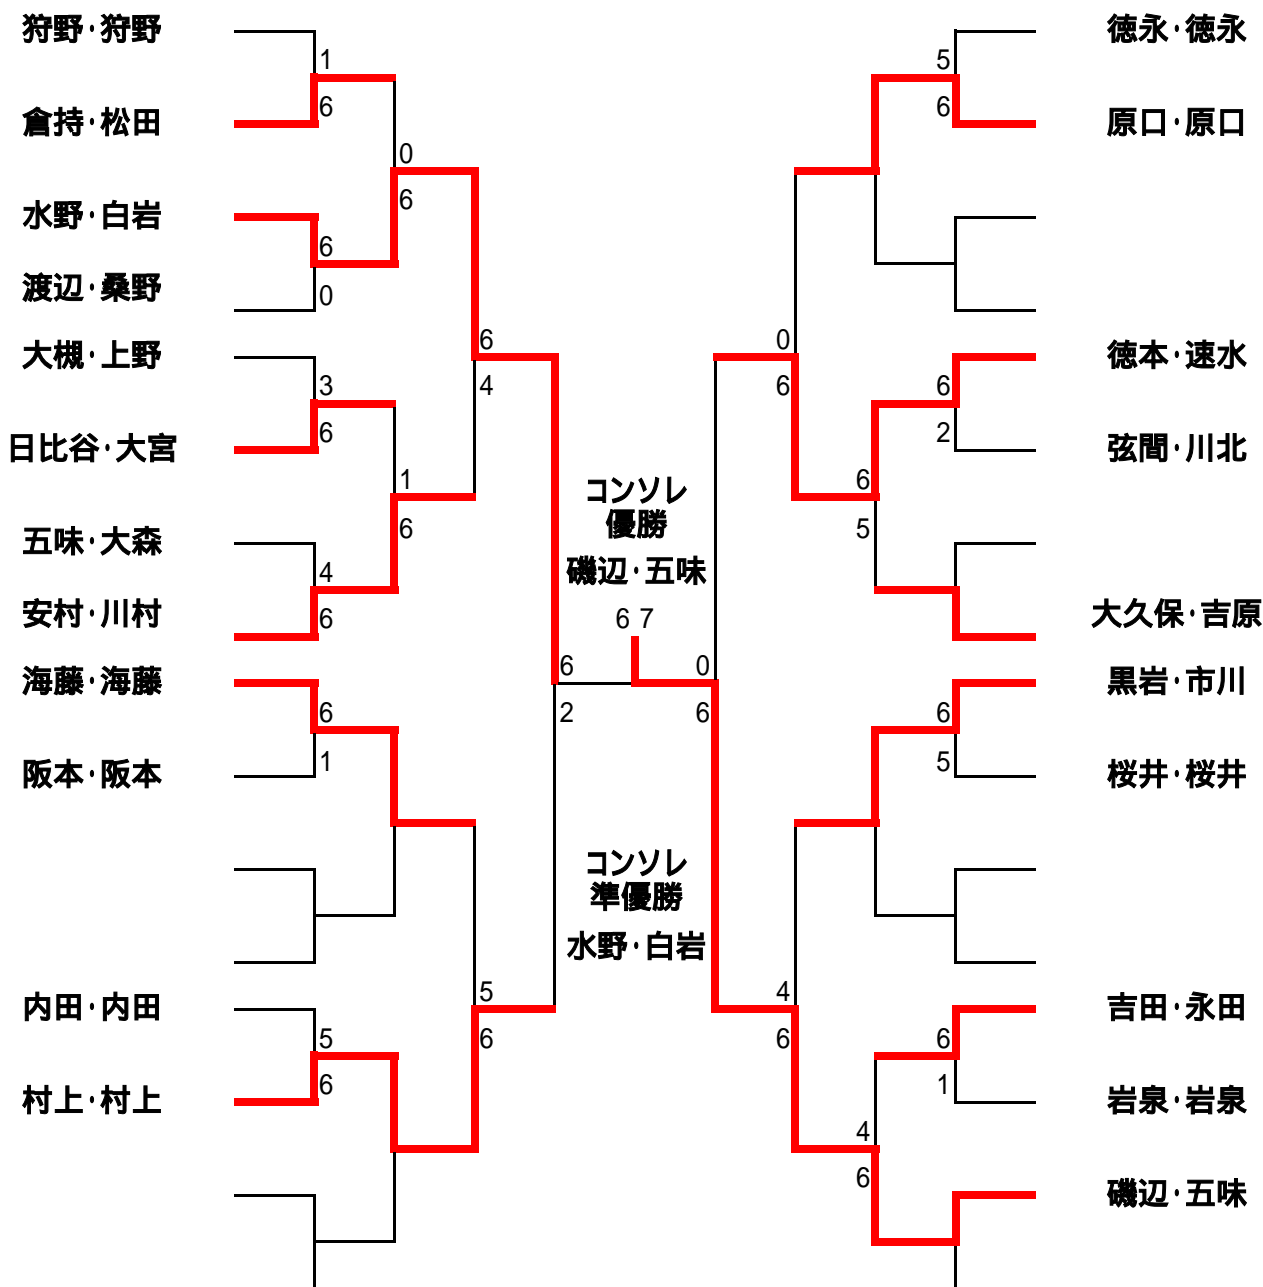 狩野・狩野
1
倉持・松田
6
0
6
水野・白岩
6
渡辺・桑野
0
大槻・上野
6
3
4
日比谷・大宮
6
1
五味・大森
6
4
安村・川村
6
海藤・海藤
6
6
2
阪本・阪本
1
内田・内田
5
5
6
村上・村上
6
コンソレ
優勝
磯辺・五味
6 7
コンソレ
準優勝
水野・白岩
徳永・徳永
5
原口・原口
6
0
徳本・速水
6
6
弦間・川北
2
6
5
大久保・吉原
0
黒岩・市川
6
6
桜井・桜井
5
吉田・永田
4
6
6
岩泉・岩泉
1
4
磯辺・五味
6